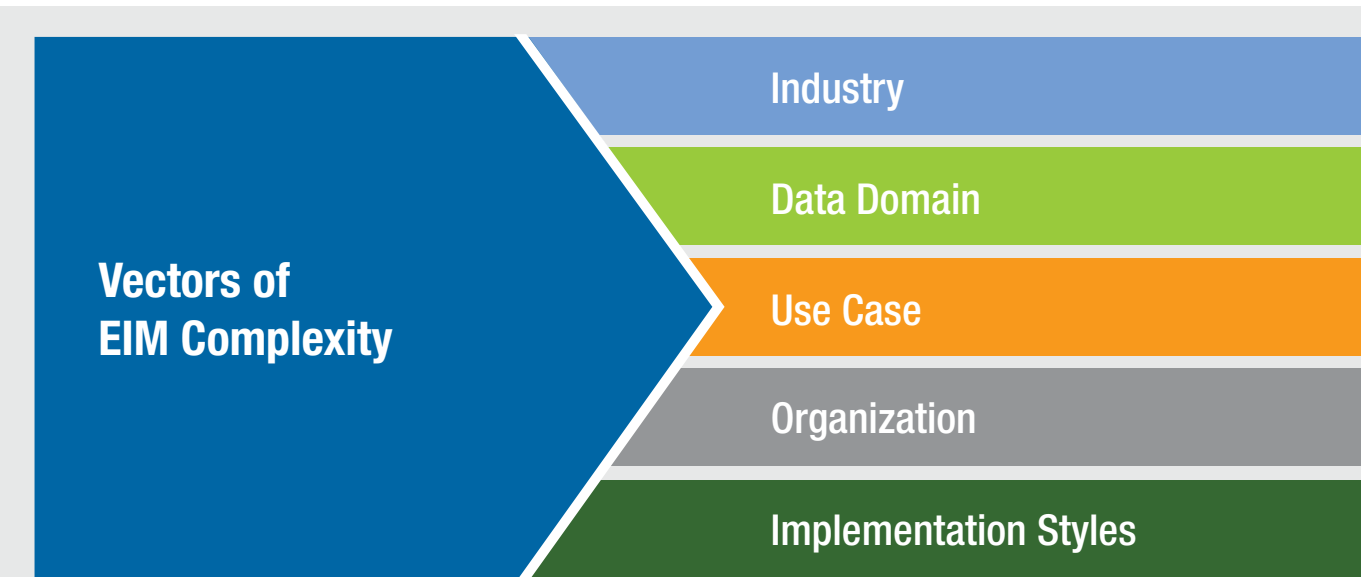 Vectors of
EIM Complexity
Industry
Data Domain
Use Case
Organization
Implementation Styles